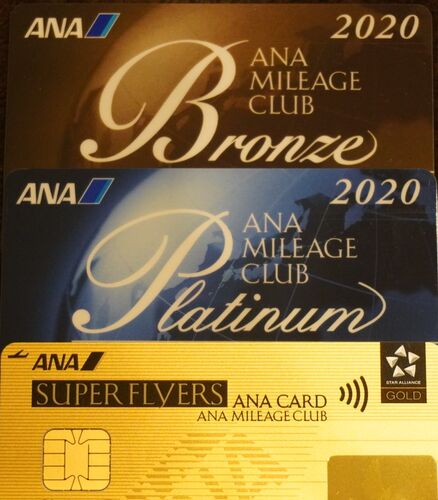 ANA 2020
ANA
MILEAGE
CLUB
Bronze
ANA 2020
ANA
MILEAGE
CLUB
Platinum
ANA
SUPER FLYERS ANA CARD
ANA MILEAGE CLUB
STAR ALLIANCE
GOLD